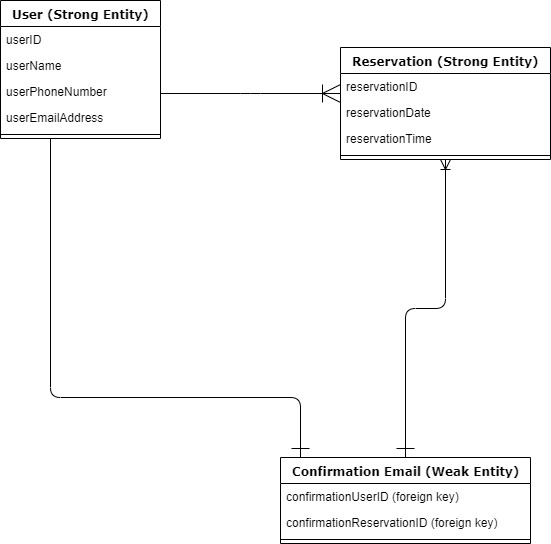 User (Strong Entity)
userID
userName
userPhoneNumber
userEmailAddress
Reservation (Strong Entity)
reservationID
reservationDate
reservationTime
Confirmation Email (Weak Entity)
confirmationUserID (foreign key)
confirmationReservationID (foreign key)